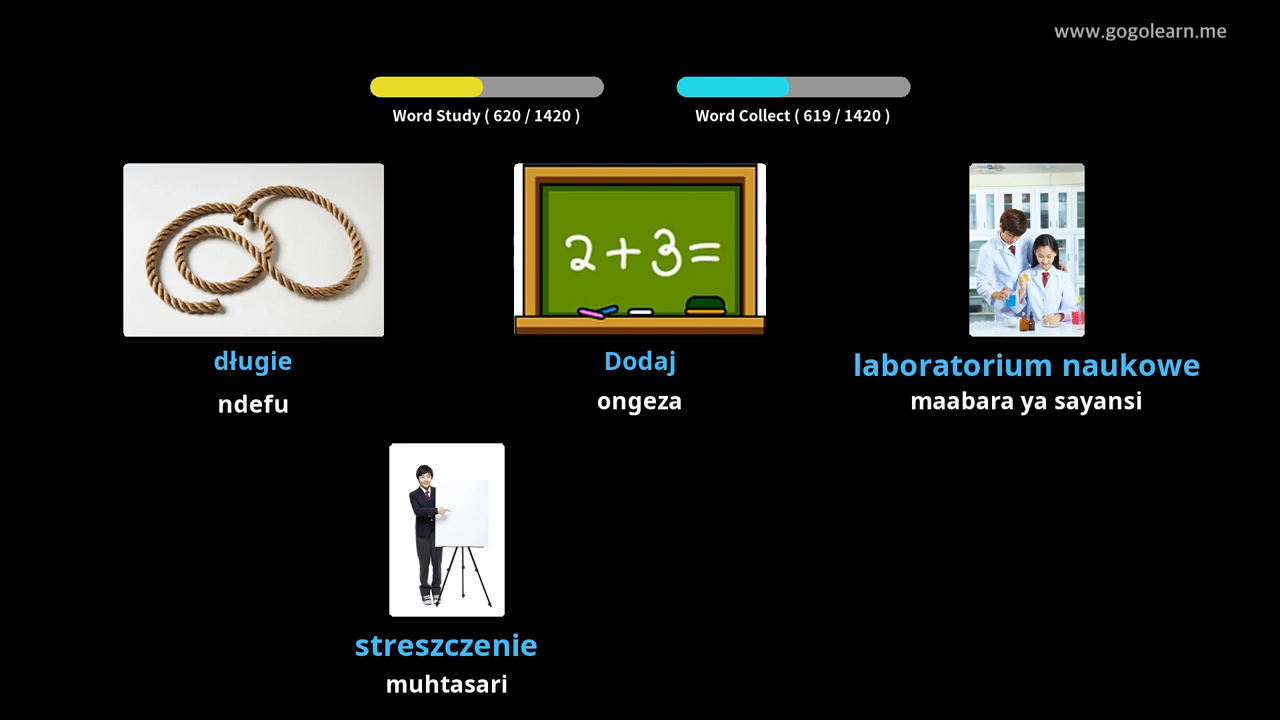 www.gogolearn.me
Word Study ( 620 / 1420 )
Word Collect ( 619 / 1420 )
2+3=
długie
Dodaj
laboratorium naukowe
ndefu
ongeza
maabara ya sayansi
streszczenie
muhtasari